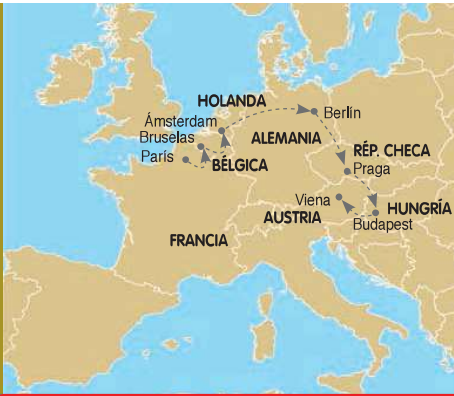 HOLANDA
Ámsterdam
Berlín
Bruselas
ALEMANIA
París
BÉLGICA
RÉP. CHECA
Praga
Viena
HUNGRÍA
AUSTRIA
Budapest
FRANCIA